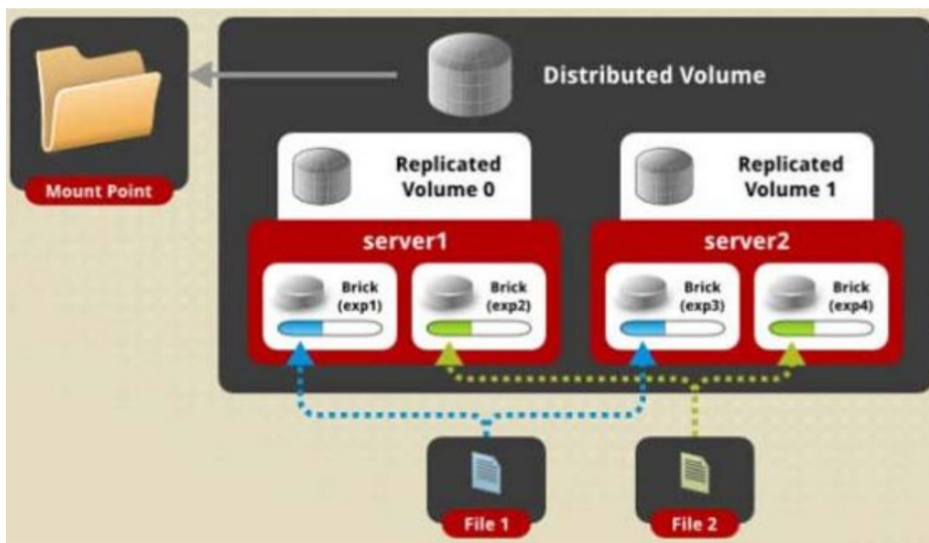 Distributed Volume
Mount Point
Replicated
Volume 0
Replicated
Volume 1
server1
server2
Brick
(exp1)
Brick
(exp2)
Brick
(exp3)
Brick
(exp4)
File 1
File 2